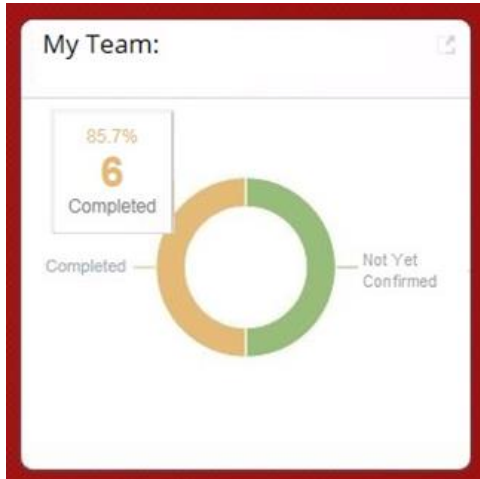 My Team:
85.7%
6
Completed
Completed
Not Yet
Confirmed